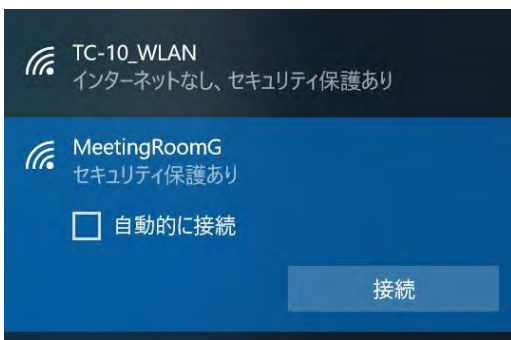 TC-10_WLAN
インターネットなし、セキュリティ保護あり
MeetingRoomG
セキュリティ保護あり
自動的に接続
接続